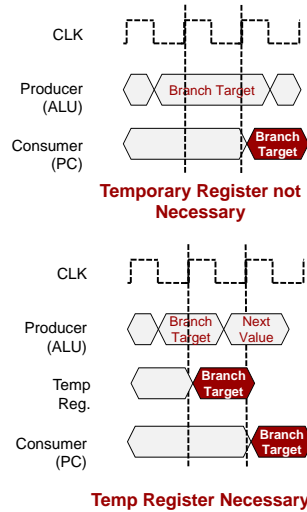 CLK
Producer
(ALU)
Branch Target
Consumer
(PC)
Branch
Target
Temporary Register not
Necessary
CLK
Producer
(ALU)
Branch
Target
Next
Value
Temp
Reg.
Branch
Target
Consumer
(PC)
Branch
Target
Temp Register Necessary